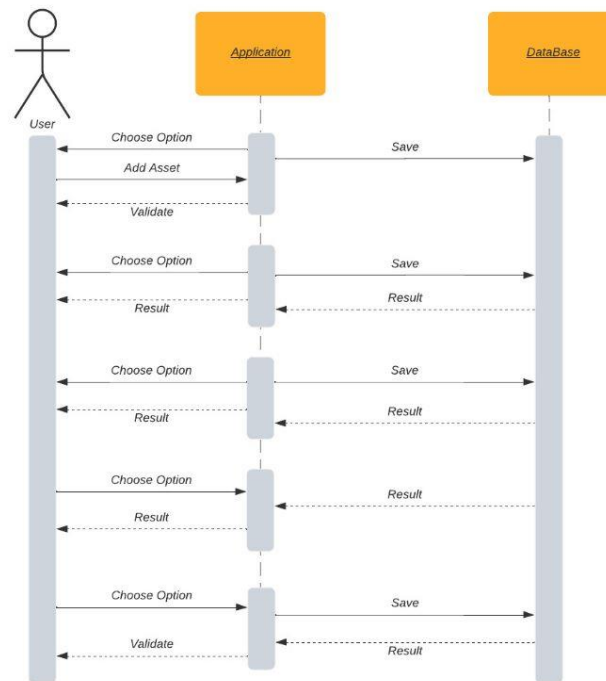 Application
DataBase
User
Choose Option
Save
Add Asset
Validate
Choose Option
Save
Result
Result
Choose Option
Save
Result
Result
Choose Option
Result
Result
Choose Option
Save
Validate
Result